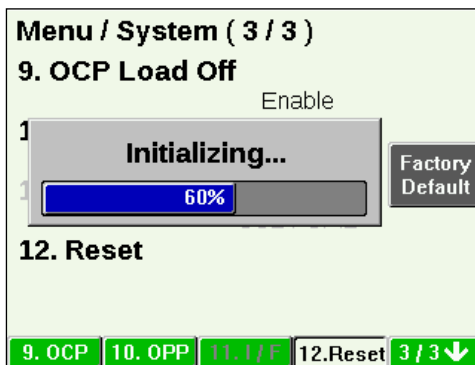 Menu / System ( 3 / 3 )
9. OCP Load Off
Enable
Initializing...
60%
Factory
Default
12. Reset
9. OCP
10. OPP
11. I / F
12.Reset
3 / 3